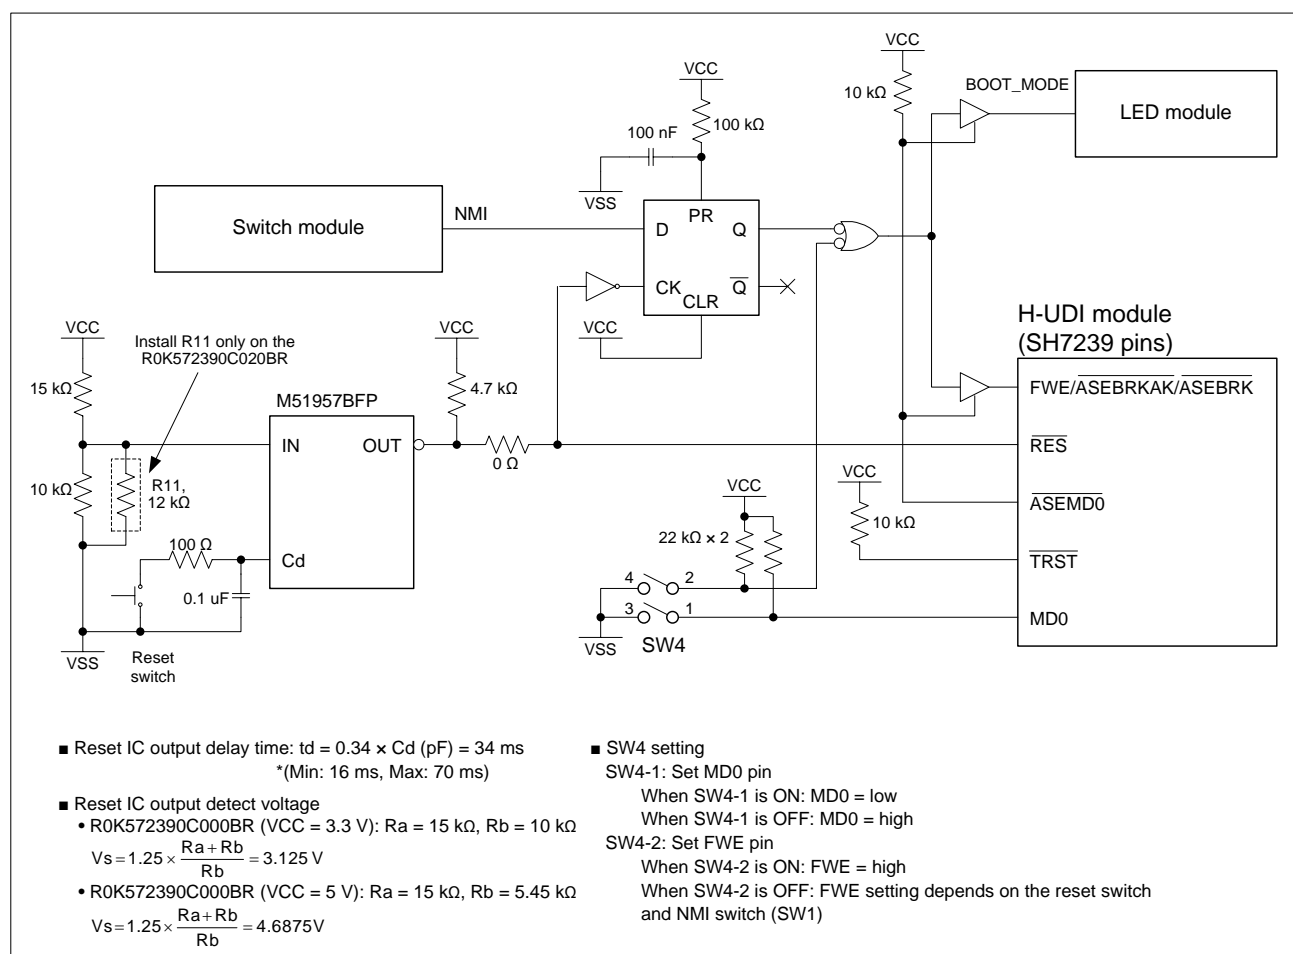 VCC
10 kΩ
BOOT_MODE
LED module
VCC
100 kΩ
100 nF
VSS
Switch module
NMI
PR
D
Q
CK
Q
CLR
VCC
H-UDI module
(SH7239 pins)
VCC
Install R11 only on the
R0K572390C020BR
VCC
15 kΩ
4.7 kΩ
M51957BFP
FWE/ASEBRKAK/ASEBRK
IN
OUT
0 Ω
RES
10 kΩ
R11,
12 kΩ
VCC
VCC
ASEMD0
10 kΩ
22 kΩ × 2
100 Ω
Cd
TRST
0.1 uF
4
2
3
1
MD0
VSS
SW4
VSS
Reset
switch
■ Reset IC output delay time: td = 0.34 × Cd (pF) = 34 ms
*(Min: 16 ms, Max: 70 ms)
■ Reset IC output detect voltage
• R0K572390C000BR (VCC = 3.3 V): Ra = 15 kΩ, Rb = 10 kΩ
Vs = 1.25 × Ra + Rb / Rb = 3.125 V
• R0K572390C000BR (VCC = 5 V): Ra = 15 kΩ, Rb = 5.45 kΩ
Vs = 1.25 × Ra + Rb / Rb = 4.6875 V
■ SW4 setting
SW4-1: Set MD0 pin
When SW4-1 is ON: MD0 = low
When SW4-1 is OFF: MD0 = high
SW4-2: Set FWE pin
When SW4-2 is ON: FWE = high
When SW4-2 is OFF: FWE setting depends on the reset switch
and NMI switch (SW1)